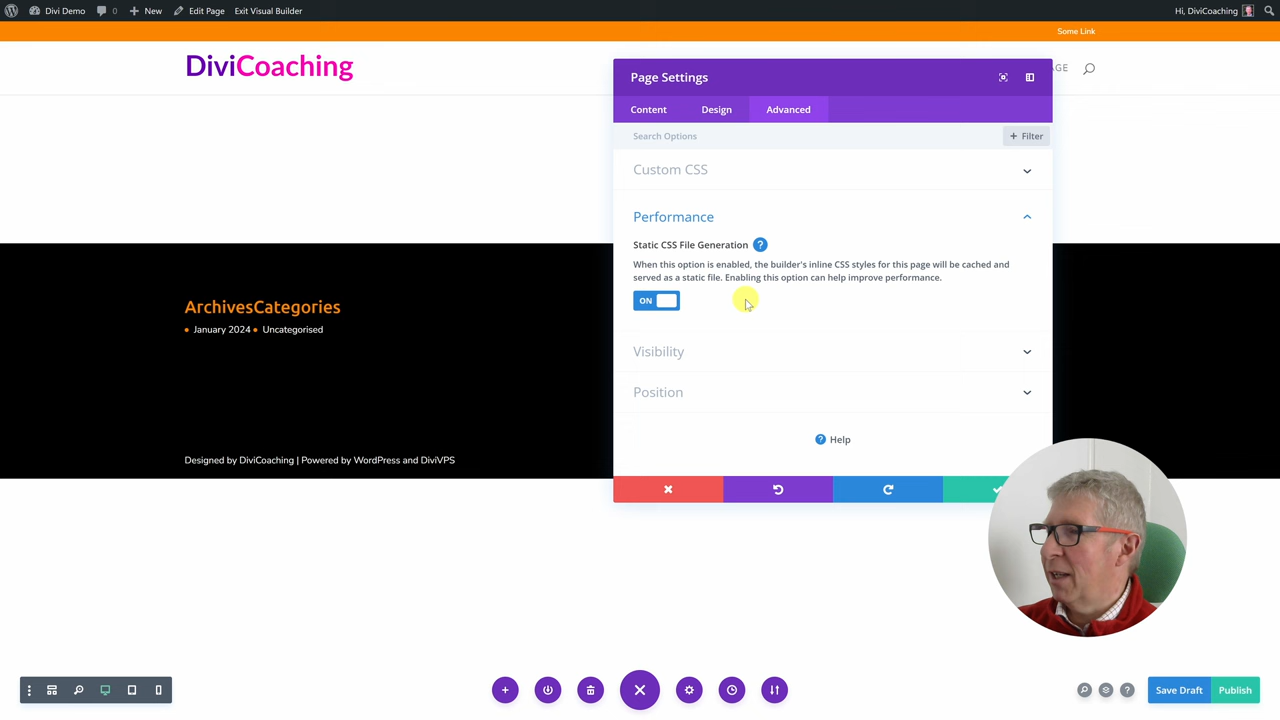 Divi Demo
0
New
Edit Page
Exit Visual Builder
Hi, DiviCoaching
Some Link
DiviCoaching
GE
Page Settings
Content
Design
Advanced
Search Options
+ Filter
Custom CSS
Performance
Static CSS File Generation
?
When this option is enabled, the builder's inline CSS styles for this page will be cached and
served as a static file. Enabling this option can help improve performance.
ON
Visibility
Position
? Help
ArchivesCategories
January 2024
Uncategorised
Designed by DiviCoaching | Powered by WordPress and DiviVPS
?
Save Draft
Publish